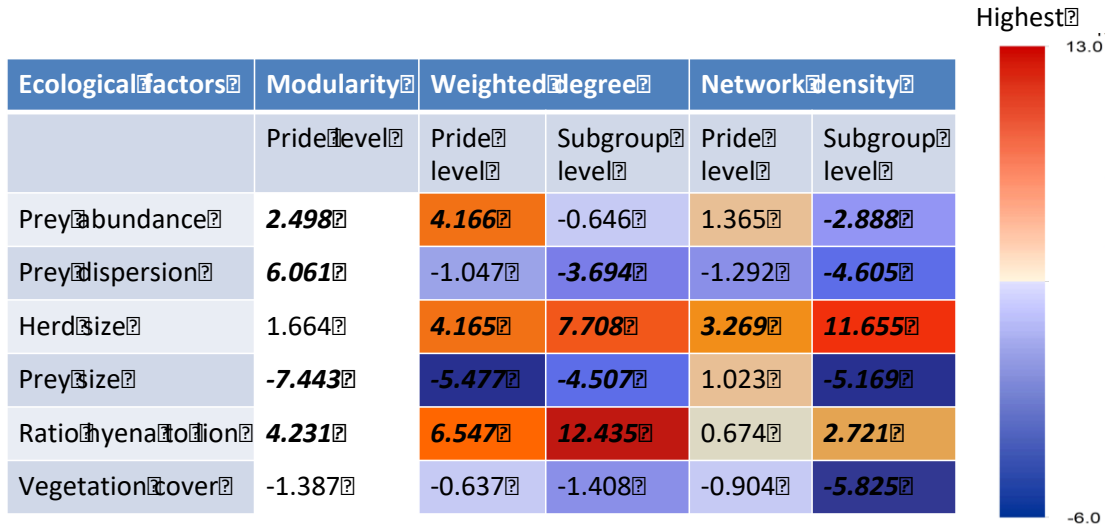 Highest
13.0
Ecological factors Modularity Weighted degree Network density
Pride level Pride level Subgroup level Pride level Subgroup level
Prey abundance 2.498 4.166 -0.646 1.365 -2.888
Prey dispersion 6.061 -1.047 -3.694 -1.292 -4.605
Herd size 1.664 4.165 7.708 3.269 11.655
Prey size -7.443 -5.477 -4.507 1.023 -5.169
Ratio hyena to lion 4.231 6.547 12.435 0.674 2.721
Vegetation cover -1.387 -0.637 -1.408 -0.904 -5.825
-6.0